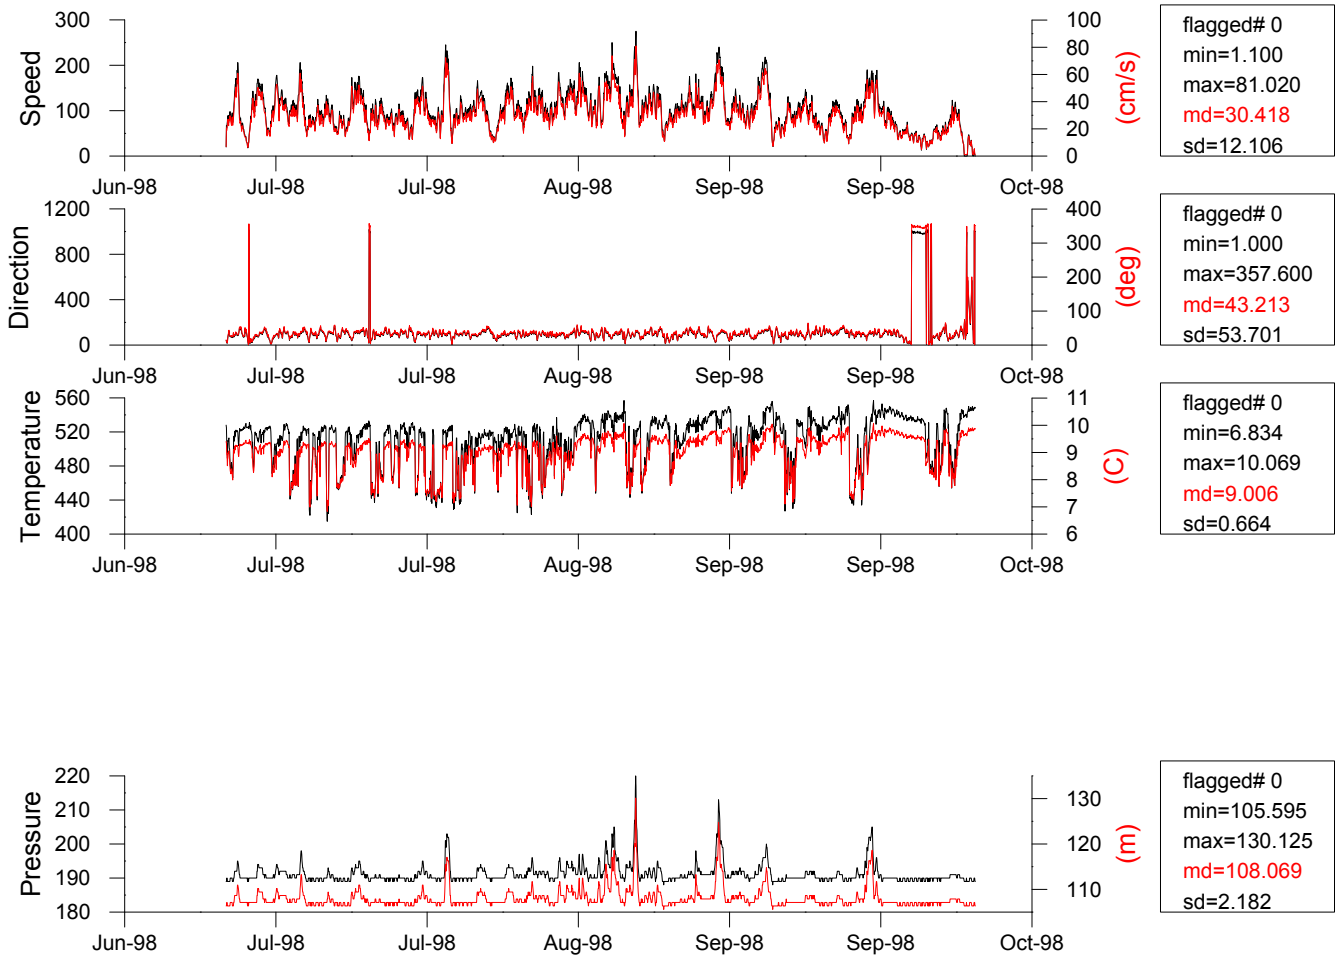 Speed
300
200
100
0
100
80
60
40
20
0
(cm/s)
Jun-98 Jul-98 Jul-98 Aug-98 Sep-98 Sep-98 Oct-98
flagged# 0
min=1.100
max=81.020
md=30.418
sd=12.106
Direction
1200
800
400
0
400
300
200
100
0
(deg)
Jun-98 Jul-98 Jul-98 Aug-98 Sep-98 Sep-98 Oct-98
flagged# 0
min=1.000
max=357.600
md=43.213
sd=53.701
Temperature
560
520
480
440
400
11
10
9
8
7
6
(C)
Jun-98 Jul-98 Jul-98 Aug-98 Sep-98 Sep-98 Oct-98
flagged# 0
min=6.834
max=10.069
md=9.006
sd=0.664
Pressure
220
210
200
190
180
130
120
110
(m)
Jun-98 Jul-98 Jul-98 Aug-98 Sep-98 Sep-98 Oct-98
flagged# 0
min=105.595
max=130.125
md=108.069
sd=2.182